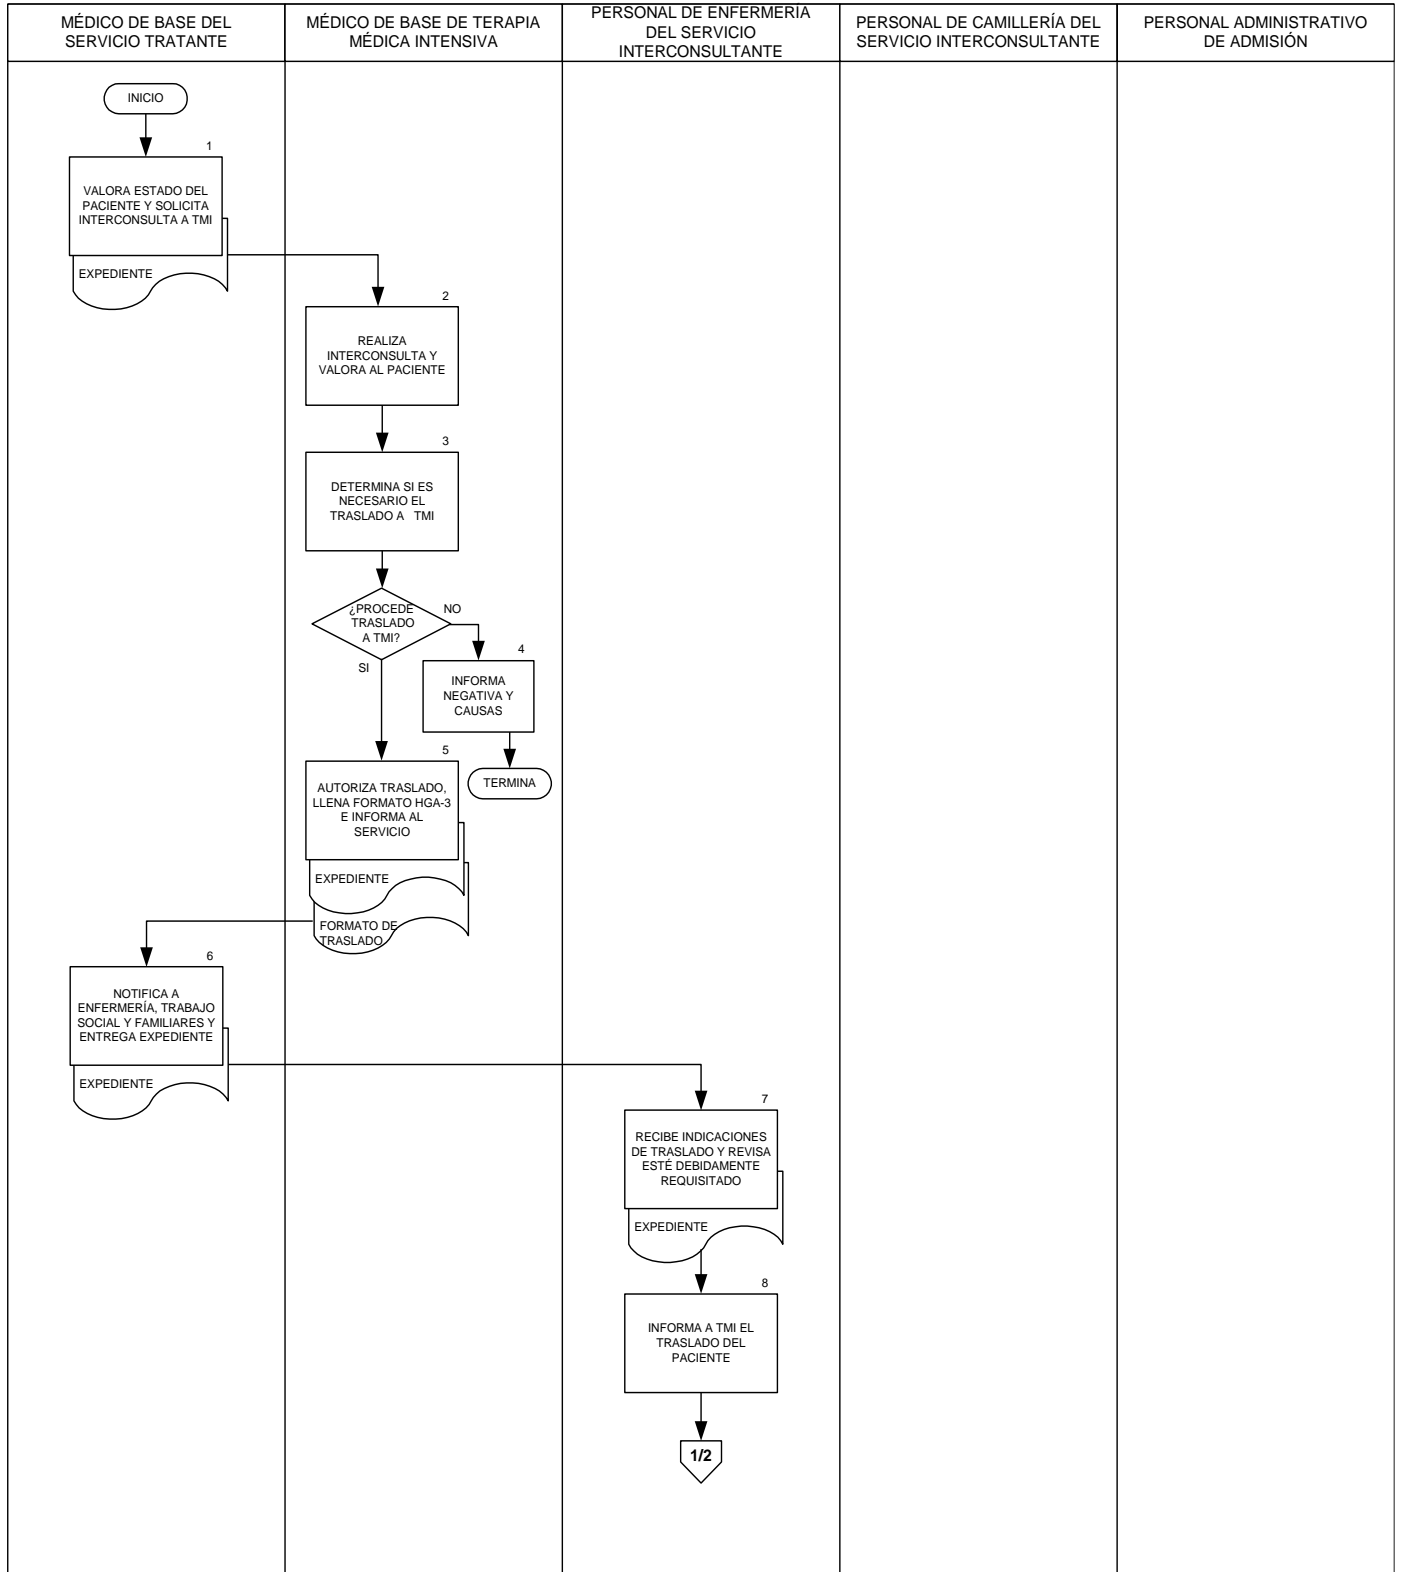 MÉDICO DE BASE DEL
SERVICIO TRATANTE
MÉDICO DE BASE DE TERAPIA
MÉDICA INTENSIVA
PERSONAL DE ENFERMERÍA
DEL SERVICIO
INTERCONSULTANTE
PERSONAL DE CAMILLERÍA DEL
SERVICIO INTERCONSULTANTE
PERSONAL ADMINISTRATIVO
DE ADMISIÓN
INICIO
1
VALORA ESTADO DEL
PACIENTE Y SOLICITA
INTERCONSULTA A TMI
EXPEDIENTE
2
REALIZA
INTERCONSULTA Y
VALORA AL PACIENTE
3
DETERMINA SI ES
NECESARIO EL
TRASLADO A TMI
¿PROCEDE
TRASLADO
A TMI?
NO
SI
4
INFORMA
NEGATIVA Y
CAUSAS
TERMINA
5
AUTORIZA TRASLADO,
LLENA FORMATO HGA-3
E INFORMA AL
SERVICIO
EXPEDIENTE
FORMATO DE
TRASLADO
6
NOTIFICA A
ENFERMERÍA, TRABAJO
SOCIAL Y FAMILIARES Y
ENTREGA EXPEDIENTE
EXPEDIENTE
7
RECIBE INDICACIONES
DE TRASLADO Y REVISA
ESTÉ DEBIDAMENTE
REQUISITADO
EXPEDIENTE
8
INFORMA A TMI EL
TRASLADO DEL
PACIENTE
1/2